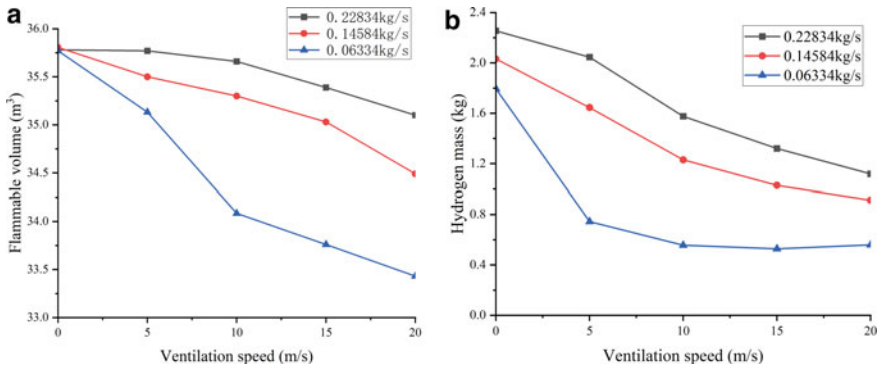 a
0.22834kg/s
0.14584kg/s
0.06334kg/s
36.0
35.5
35.0
34.5
34.0
33.5
33.0
Flammable volume (m³)
0 5 10 15 20
Ventilation speed (m/s)
b
0.22834kg/s
0.14584kg/s
0.06334kg/s
2.4
2.0
1.6
1.2
0.8
0.4
0.0
Hydrogen mass (kg)
0 5 10 15 20
Ventilation speed (m/s)